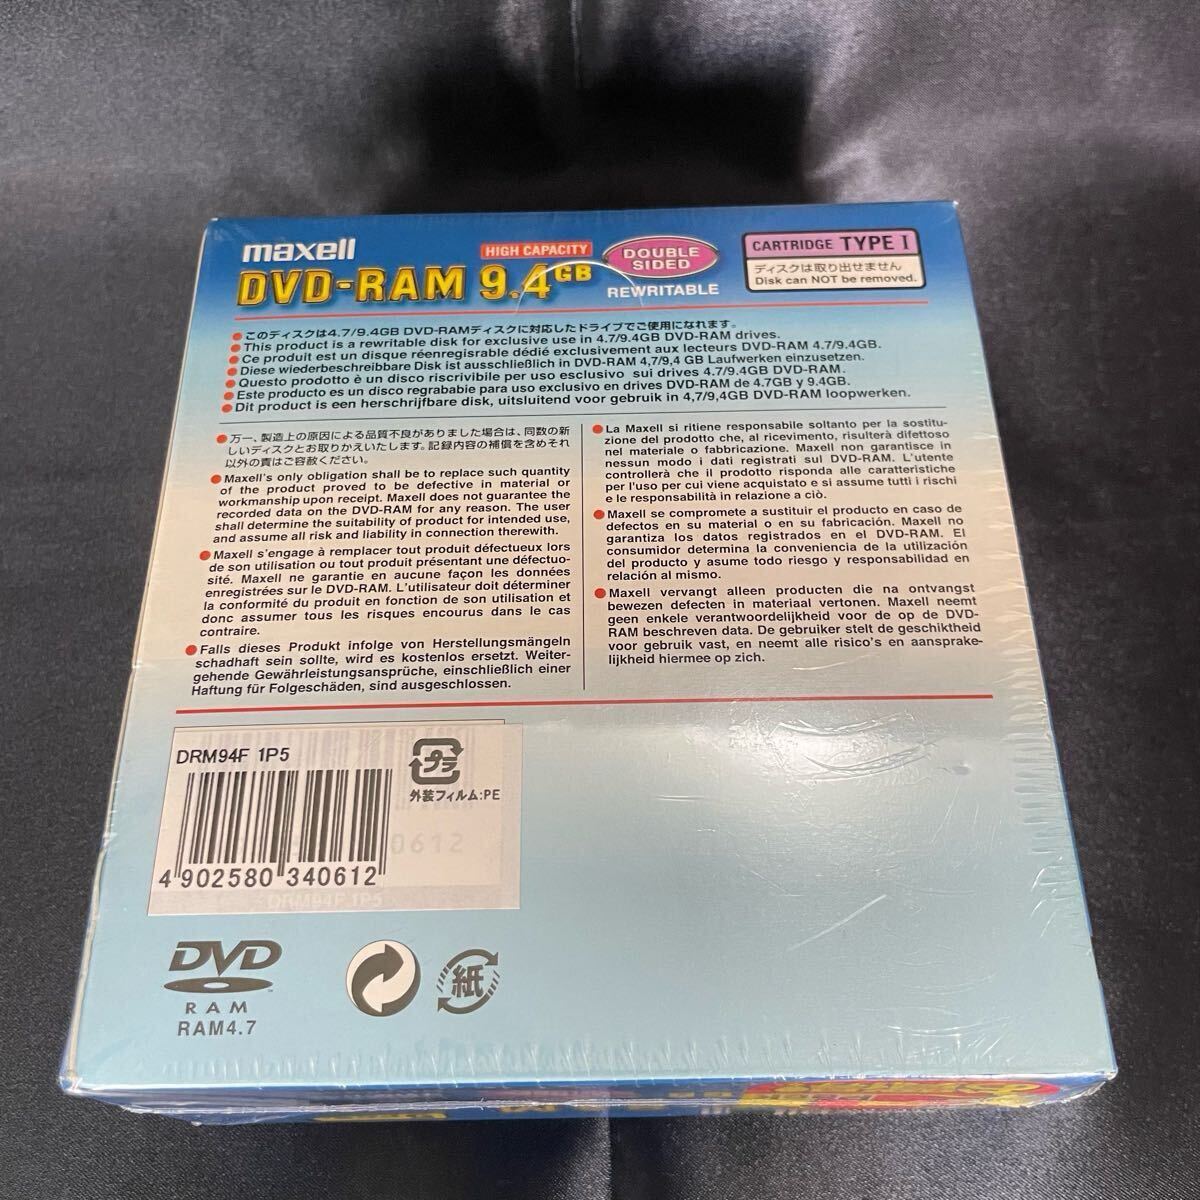 maxell
HIGH CAPACITY
DVD-RAM 9.4GB
DOUBLE
SIDED
REWRITABLE
CARTRIDGE TYPE I
ディスクは取り出せません
Disk can NOT be removed.
● このディスクは4.7/9.4GB DVD-RAMディスクに対応したドライブでご使用になれます。
● This product is a rewritable disk for exclusive use in 4.7/9.4GB DVD-RAM drives.
● Ce produit est un disque réenregisrable dédié exclusivement aux lecteurs DVD-RAM 4.7/9.4GB.
● Diese wiederbeschreibbare Disk ist ausschließlich in DVD-RAM 4,7/9,4 GB Laufwerken einzusetzen.
● Questo prodotto è un disco riscrivibile per uso esclusivo sui drives 4.7/9.4GB DVD-RAM.
● Este producto es un disco regrabable para uso exclusivo en drives DVD-RAM de 4.7GB y 9.4GB.
● Dit product is een herschrijfbare disk, uitsluitend voor gebruik in 4,7/9,4GB DVD-RAM loopwerken.
● 万一、製造上の原因による品質不良がありました場合は、同数の新
しいディスクとお取りかえいたします。記録内容の補償を含めそれ
以外の責はご容赦ください。
● Maxell's only obligation shall be to replace such quantity
of the product proved to be defective in material or
workmanship upon receipt. Maxell does not guarantee the
recorded data on the DVD-RAM for any reason. The user
shall determine the suitability of product for intended use,
and assume all risk and liability in connection therewith.
● Maxell s'engage à remplacer tout produit défectueux lors
de son utilisation ou tout produit présentant une défectuo-
sité. Maxell ne garantie en aucune façon les données
enregistrées sur le DVD-RAM. L'utilisateur doit déterminer
la conformité du produit en fonction de son utilisation et
donc assumer tous les risques encourus dans le cas
contraire.
● Falls dieses Produkt infolge von Herstellungsmängeln
schadhaft sein sollte, wird es kostenlos ersetzt. Weiter-
gehende Gewährleistungsansprüche, einschließlich einer
Haftung für Folgeschäden, sind ausgeschlossen.
● La Maxell si ritiene responsabile soltanto per la sostitu-
zione del prodotto che, al ricevimento, risulterà difettoso
nel materiale o fabbricazione. Maxell non garantisce in
nessun modo i dati registrati sul DVD-RAM. L'utente
controllerà che il prodotto risponda alle caratteristiche
per l'uso per cui viene acquistato e si assume tutti i rischi
e le responsabilità in relazione a ciò.
● Maxell se compromete a sustituir el producto en caso de
defectos en su material o en su fabricación. Maxell no
garantiza los datos registrados en el DVD-RAM. El
consumidor determina la conveniencia de la utilización
del producto y asume todo riesgo y responsabilidad en
relación al mismo.
● Maxell vervangt alleen producten die na ontvangst
bewezen defecten in materiaal vertonen. Maxell neemt
geen enkele verantwoordelijkheid voor de op de DVD-
RAM beschreven data. De gebruiker stelt de geschiktheid
voor gebruik vast, en neemt alle risico's en aansprake-
lijkheid hiermee op zich.
DRM94F 1P5
4 902580 340612
プラ
外装フィルム:PE
0612
DRM94F 1P5
DVD
RAM
RAM4.7
紙